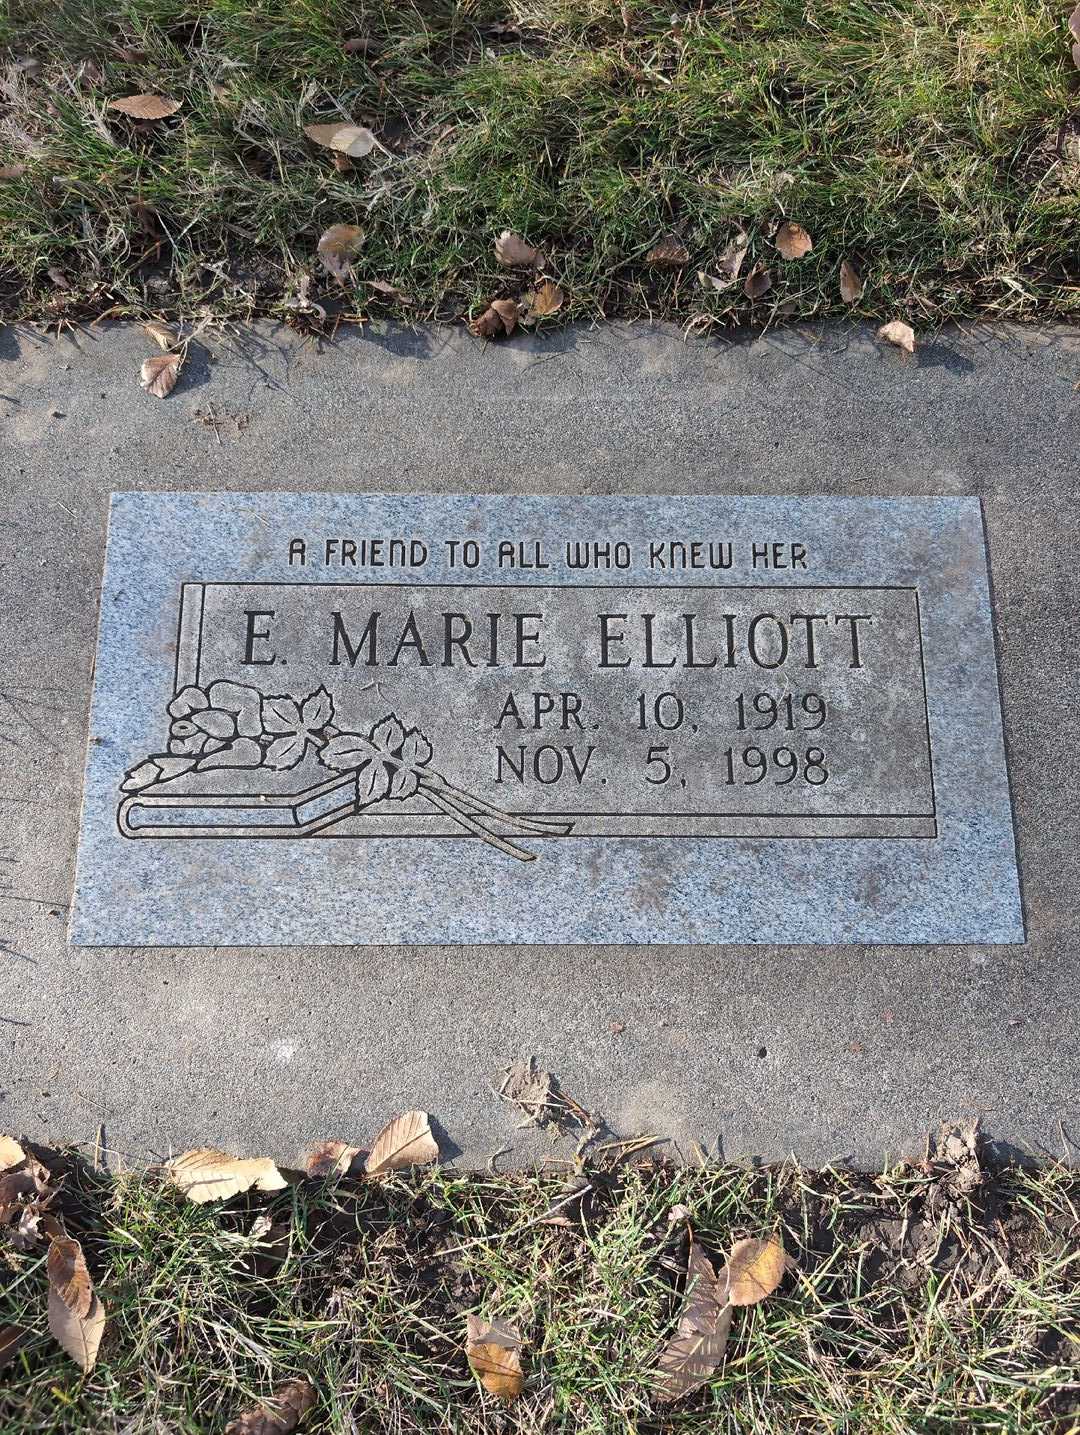 A FRIEND TO ALL WHO KNEW HER
E. MARIE ELLIOTT
APR. 10, 1919
NOV. 5, 1998